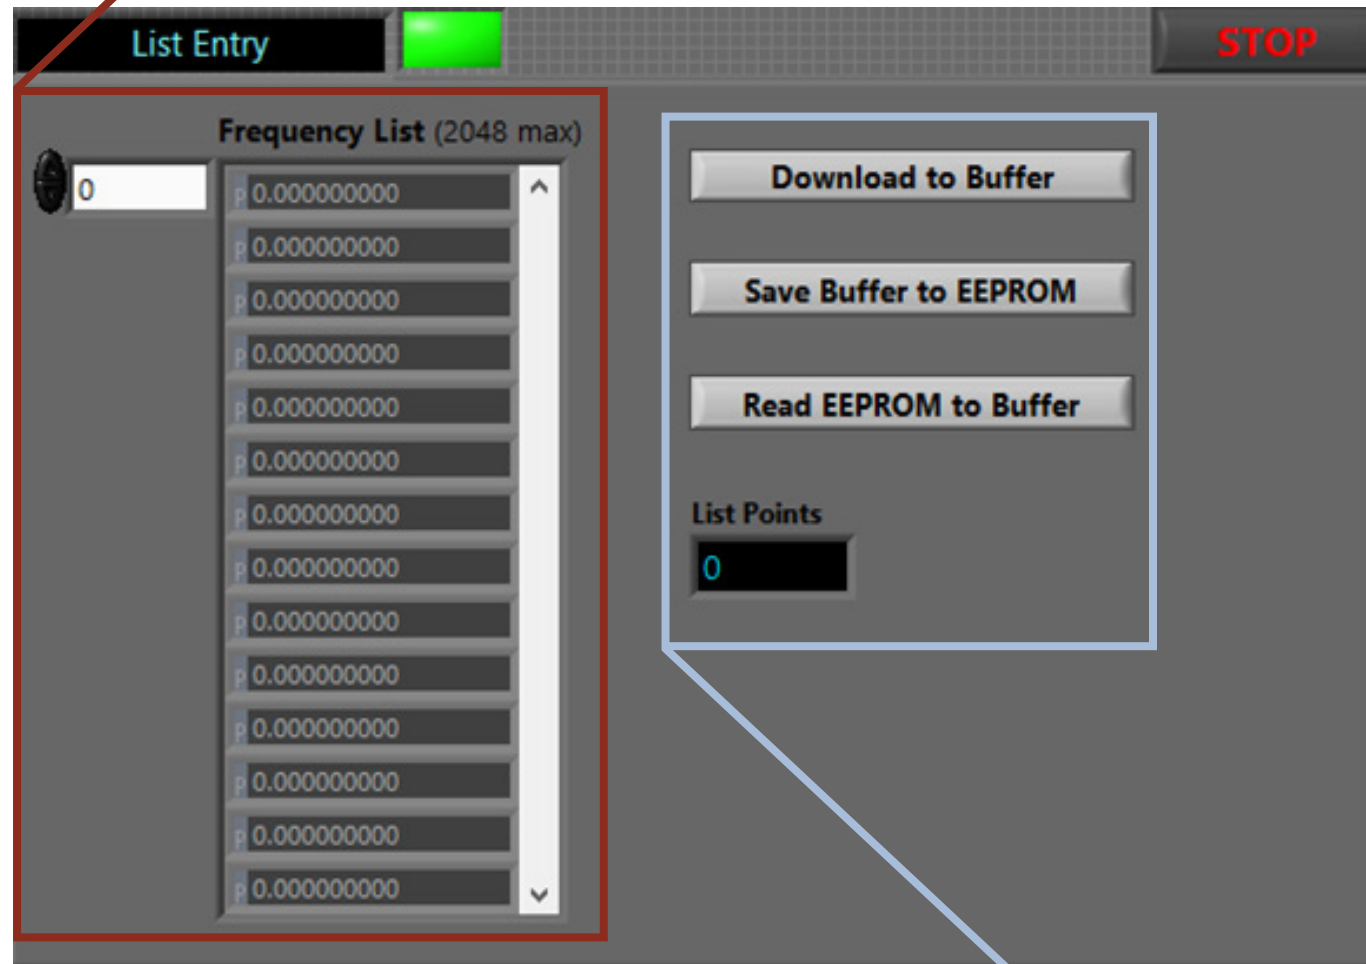 List Entry
STOP
Frequency List (2048 max)
0
p 0.000000000
p 0.000000000
p 0.000000000
p 0.000000000
p 0.000000000
p 0.000000000
p 0.000000000
p 0.000000000
p 0.000000000
p 0.000000000
p 0.000000000
p 0.000000000
p 0.000000000
p 0.000000000
Download to Buffer
Save Buffer to EEPROM
Read EEPROM to Buffer
List Points
0